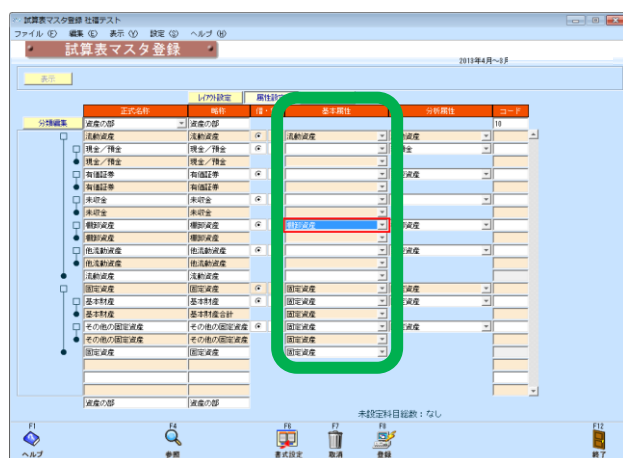 試算表マスタ登録 社福テスト
ファイル(F) 編集(E) 表示(V) 設定(S) ヘルプ(H)
試算表マスタ登録
2013年4月～3月
表示
レイアウト設定 属性設定
正式名称 略称 借・ 基本属性 分析属性 コード
分類編集 資産の部 資産の部 10
流動資産 流動資産 流動資産 資産
現金／預金 現金／預金 金
現金／預金 現金／預金
有価証券 有価証券 資産
有価証券 有価証券
未収金 未収金
未収金 未収金
棚卸資産 棚卸資産 棚卸資産 資産
棚卸資産 棚卸資産
他流動資産 他流動資産 資産
他流動資産 他流動資産
流動資産 流動資産
固定資産 固定資産 固定資産 資産
基本財産 基本財産 固定資産 資産
基本財産 基本財産合計 固定資産
その他の固定資産 その他の固定資産 固定資産 資産
その他の固定資産 その他の固定資産 固定資産
固定資産 固定資産 固定資産
資産の部 資産の部
未設定科目総数：なし
F1 F4 F6 F7 F8 F12
ヘルプ 参照 書式設定 取消 登録 終了